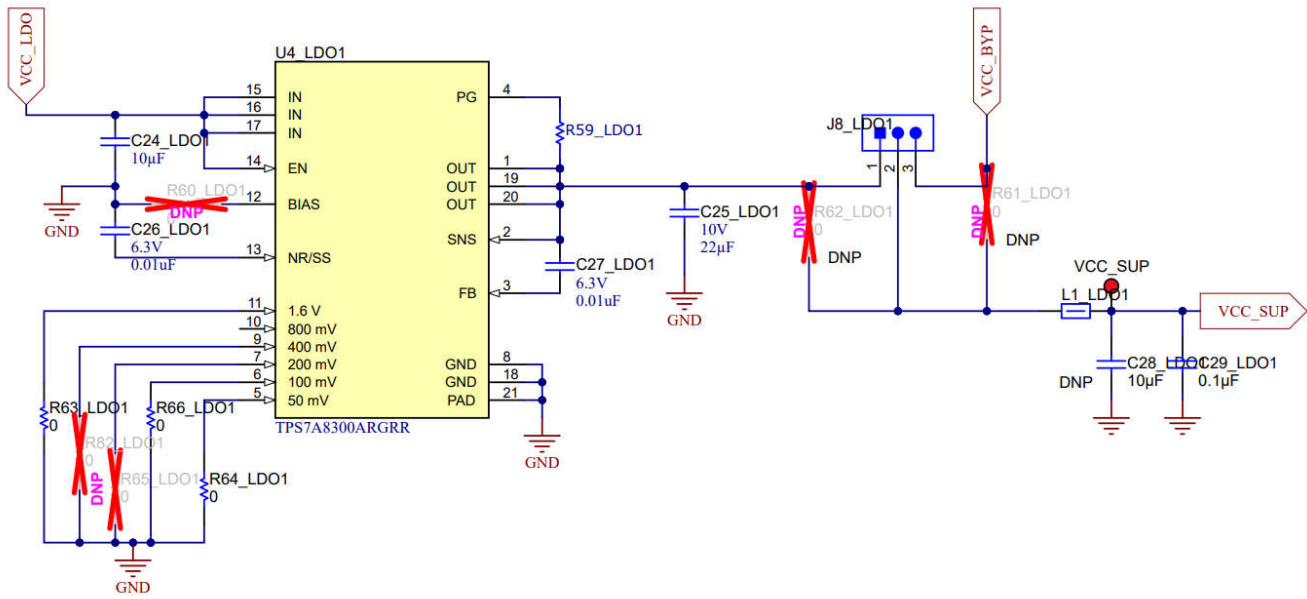 VCC_LDO
U4_LDO1
15
IN
16
IN
17
IN
14
EN
12
BIAS
13
NR/SS
11
1.6 V
10
800 mV
9
400 mV
7
200 mV
6
100 mV
5
50 mV
PG
4
OUT
1
OUT
19
OUT
20
SNS
2
FB
3
GND
8
GND
18
PAD
21
TPS7A8300ARGRR
C24_LDO1
10µF
R60_LDO1
DNP
0
GND
C26_LDO1
6.3V
0.01uF
R63_LDO1
0
R82_LDO1
0
DNP
R65_LDO1
0
R66_LDO1
0
R64_LDO1
0
GND
R59_LDO1
C27_LDO1
6.3V
0.01uF
GND
C25_LDO1
10V
22µF
GND
J8_LDO1
1
2
3
VCC_BYP
DNP
R62_LDO1
0
DNP
DNP
R61_LDO1
0
DNP
VCC_SUP
L1_LDO1
VCC_SUP
C28_LDO1
10µF
DNP
C29_LDO1
0.1µF